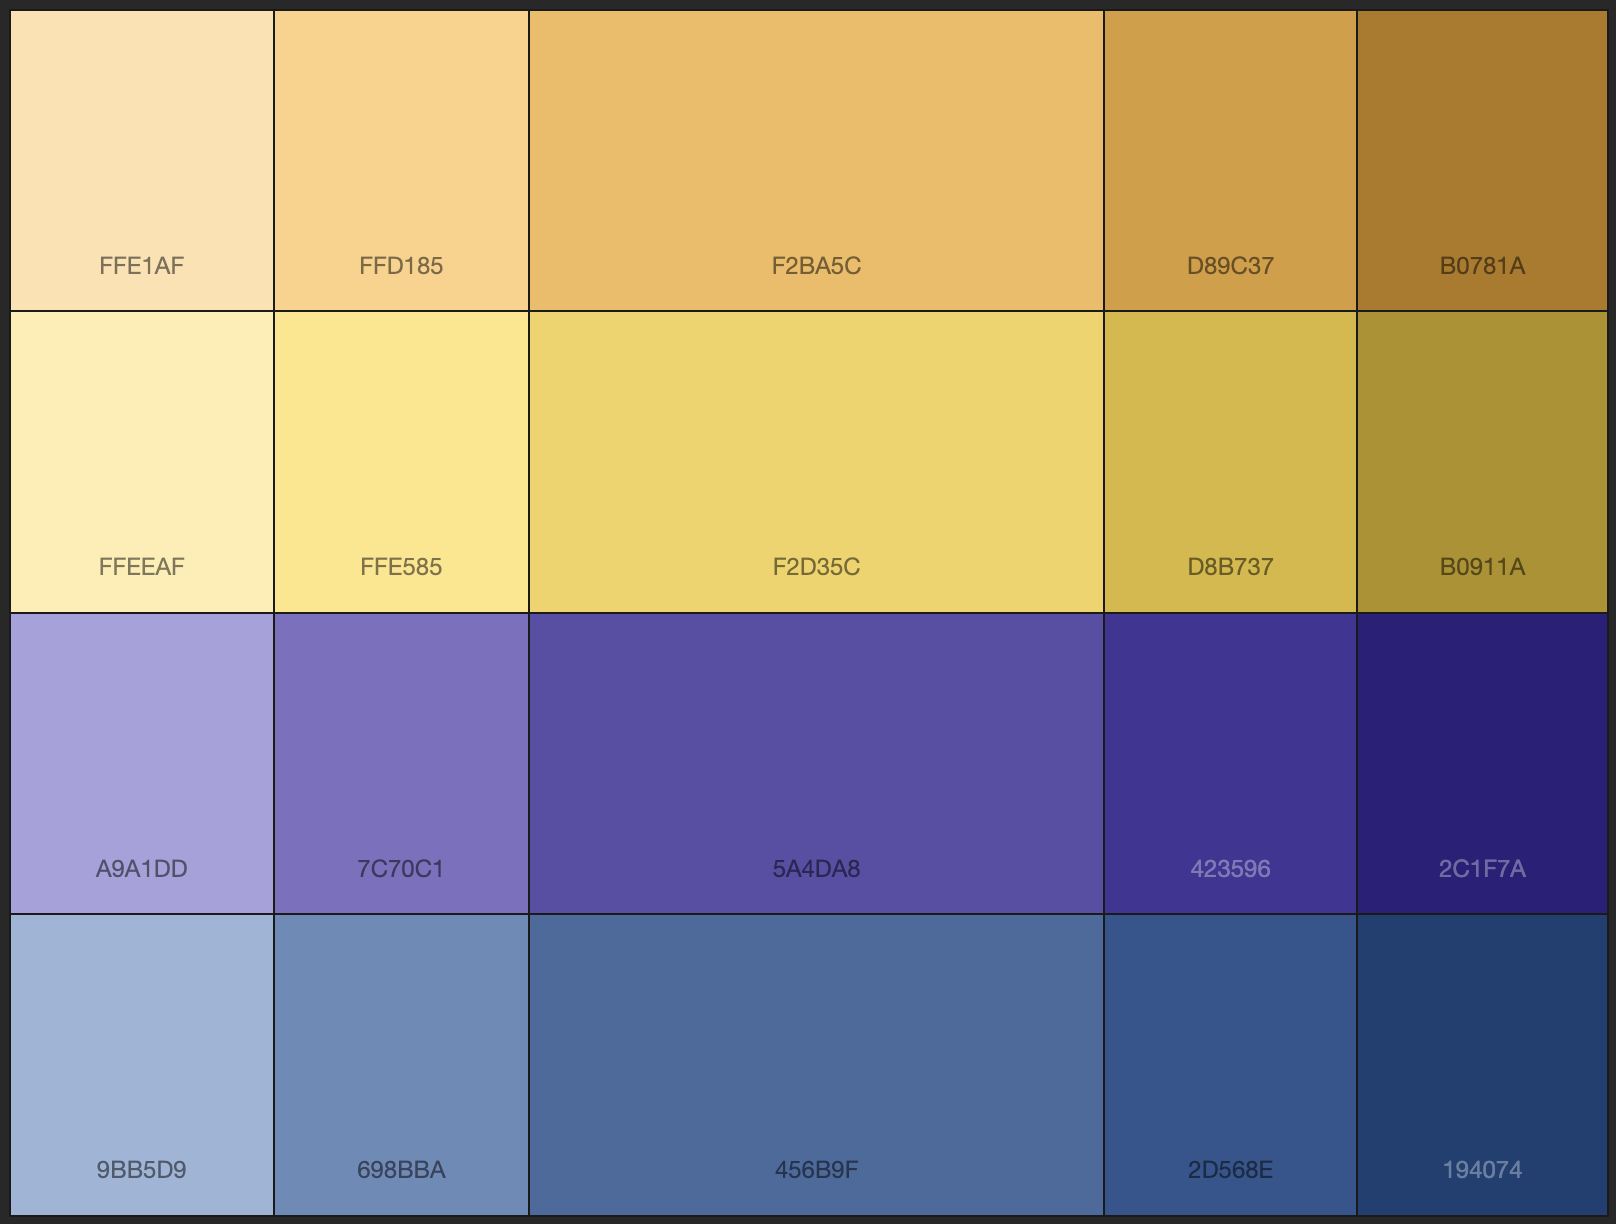 FFE1AF FFD185 F2BA5C D89C37 B0781A
FFEEAF FFE585 F2D35C D8B737 B0911A
A9A1DD 7C70C1 5A4DA8 423596 2C1F7A
9BB5D9 698BBA 456B9F 2D568E 194074